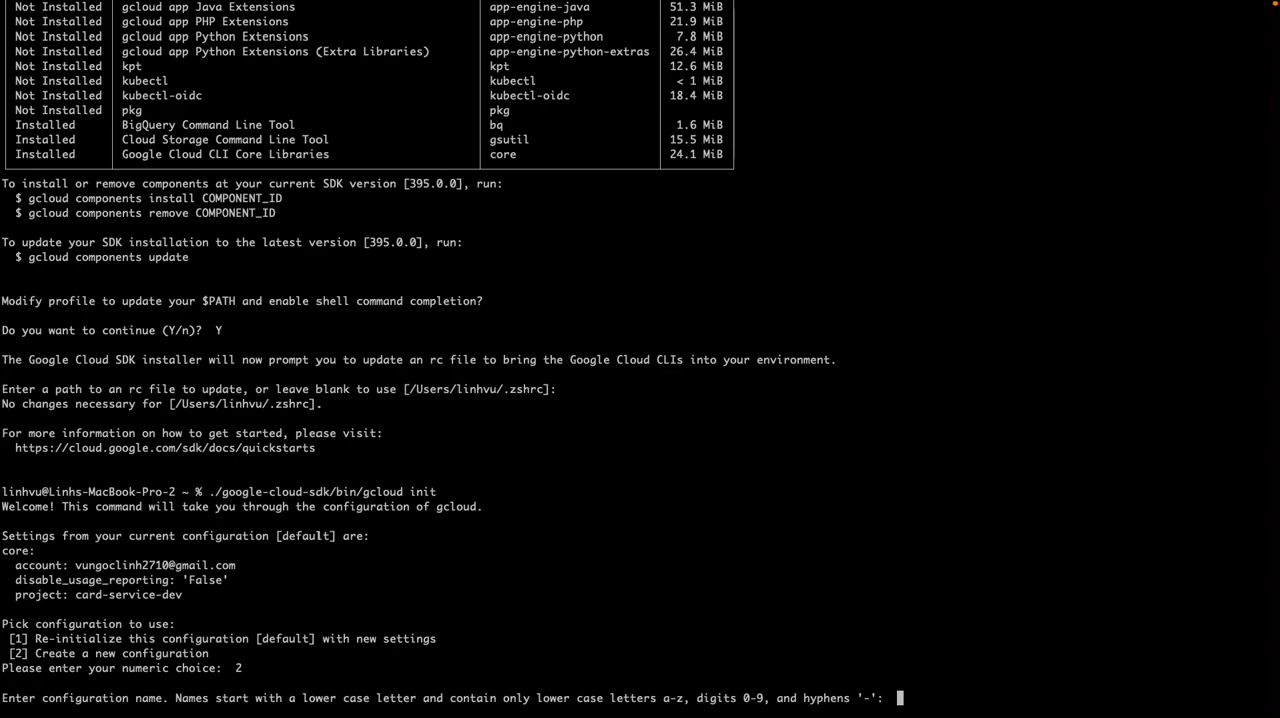 Not Installed gcloud app Java Extensions app-engine-java 51.3 MiB
Not Installed gcloud app PHP Extensions app-engine-php 21.9 MiB
Not Installed gcloud app Python Extensions app-engine-python 7.8 MiB
Not Installed gcloud app Python Extensions (Extra Libraries) app-engine-python-extras 26.4 MiB
Not Installed kpt kpt 12.6 MiB
Not Installed kubectl kubectl < 1 MiB
Not Installed kubectl-oidc kubectl-oidc 18.4 MiB
Not Installed pkg pkg
Installed BigQuery Command Line Tool bq 1.6 MiB
Installed Cloud Storage Command Line Tool gsutil 15.5 MiB
Installed Google Cloud CLI Core Libraries core 24.1 MiB
To install or remove components at your current SDK version [395.0.0], run:
$ gcloud components install COMPONENT_ID
$ gcloud components remove COMPONENT_ID
To update your SDK installation to the latest version [395.0.0], run:
$ gcloud components update
Modify profile to update your $PATH and enable shell command completion?
Do you want to continue (Y/n)? Y
The Google Cloud SDK installer will now prompt you to update an rc file to bring the Google Cloud CLIs into your environment.
Enter a path to an rc file to update, or leave blank to use [/Users/linhvu/.zshrc]:
No changes necessary for [/Users/linhvu/.zshrc].
For more information on how to get started, please visit:
https://cloud.google.com/sdk/docs/quickstarts
linhvu@Linhs-MacBook-Pro-2 ~ % ./google-cloud-sdk/bin/gcloud init
Welcome! This command will take you through the configuration of gcloud.
Settings from your current configuration [default] are:
core:
account: vungoclinh2710@gmail.com
disable_usage_reporting: 'False'
project: card-service-dev
Pick configuration to use:
[1] Re-initialize this configuration [default] with new settings
[2] Create a new configuration
Please enter your numeric choice: 2
Enter configuration name. Names start with a lower case letter and contain only lower case letters a-z, digits 0-9, and hyphens '-':